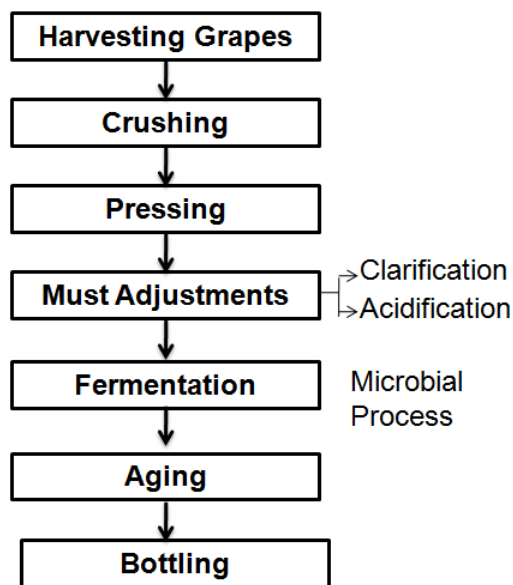 Harvesting Grapes
Crushing
Pressing
Must Adjustments
Clarification
Acidification
Fermentation
Microbial
Process
Aging
Bottling